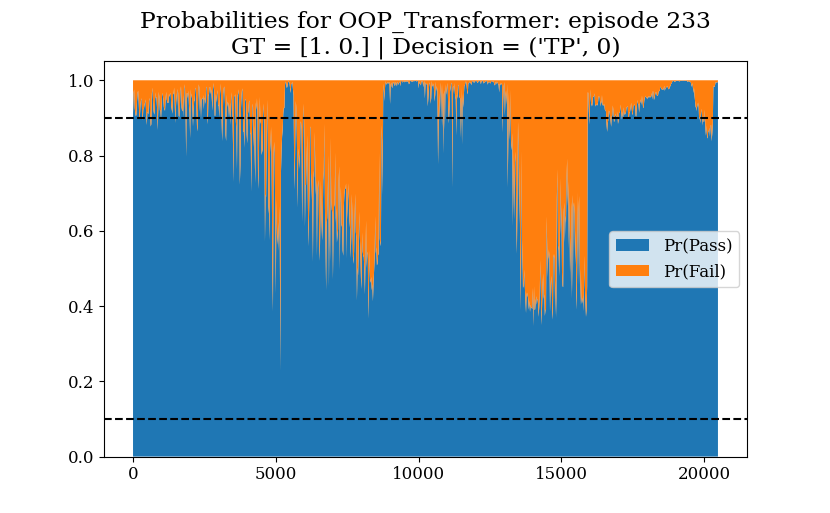 Probabilities for OOP_Transformer: episode 233
GT = [1. 0.] | Decision = ('TP', 0)
1.0
0.8
0.6
0.4
0.2
0.0
Pr(Pass)
Pr(Fail)
0
5000
10000
15000
20000